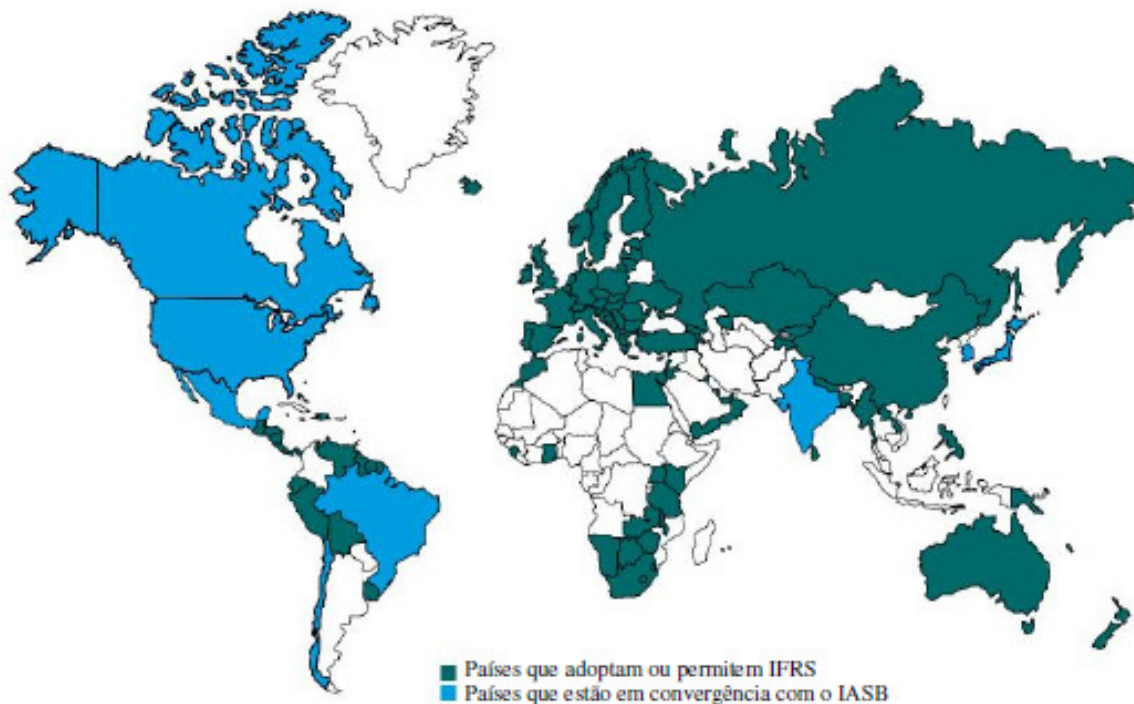 Países que adoptam ou permitem IFRS
Países que estão em convergência com o IASB